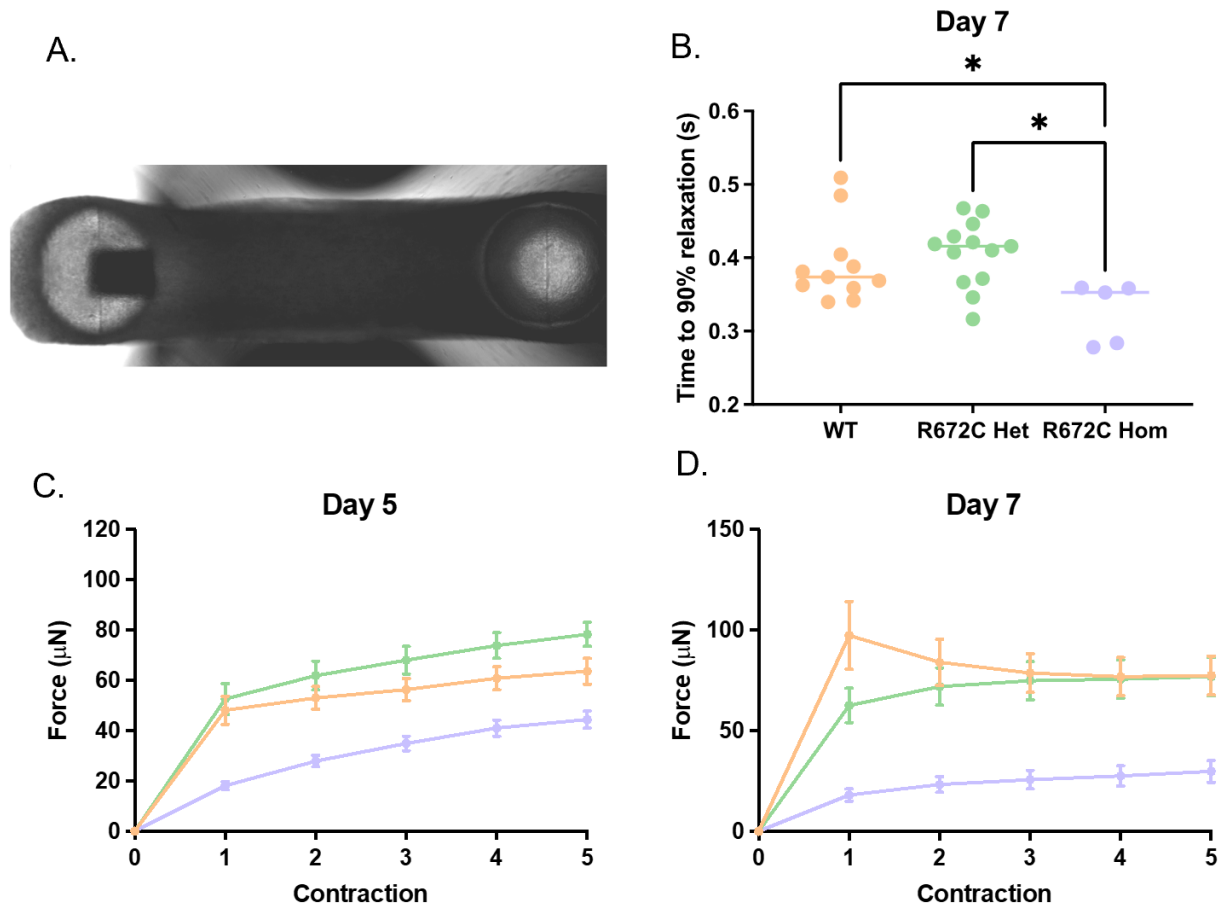 A.
B.
Day 7
*
*
Time to 90% relaxation (s)
0.6
0.5
0.4
0.3
0.2
WT
R672C Het
R672C Hom
C.
Day 5
Force (μN)
120
100
80
60
40
20
0
0 1 2 3 4 5
Contraction
D.
Day 7
Force (μN)
150
100
50
0
0 1 2 3 4 5
Contraction